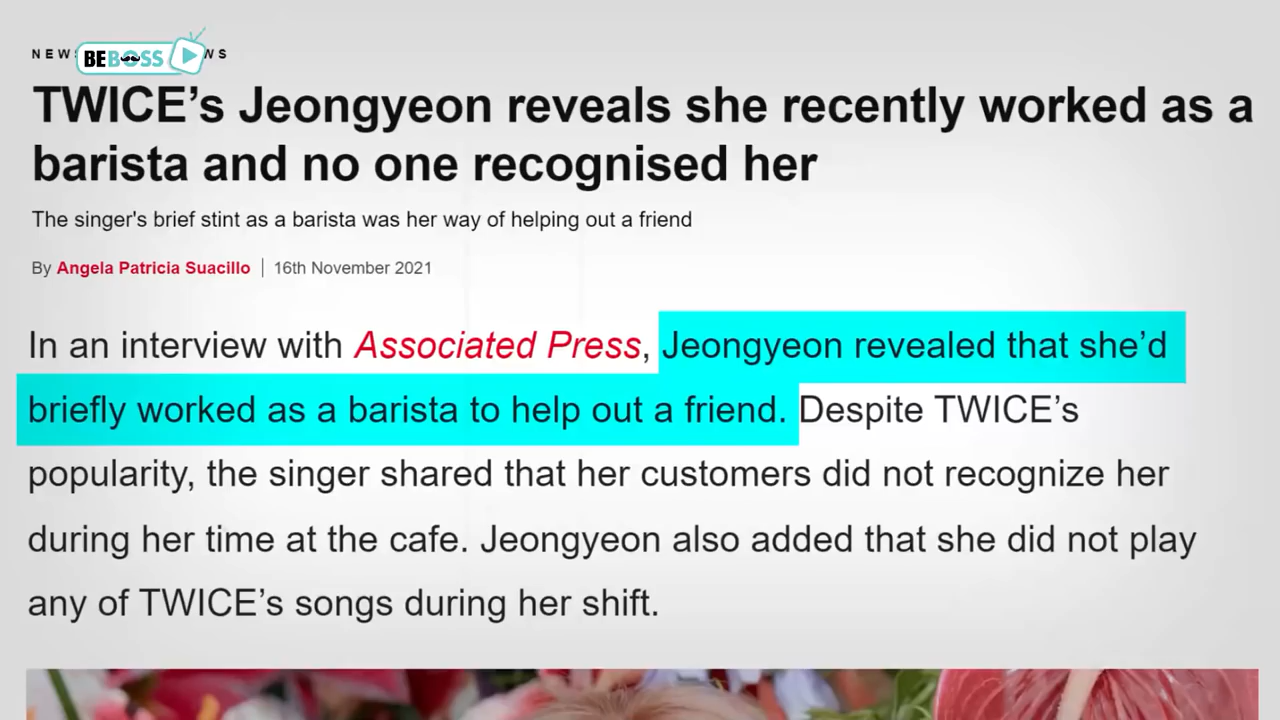 NEW WS
BEBOSS
TWICE’s Jeongyeon reveals she recently worked as a
barista and no one recognised her
The singer's brief stint as a barista was her way of helping out a friend
By Angela Patricia Suacillo | 16th November 2021
In an interview with Associated Press, Jeongyeon revealed that she’d
briefly worked as a barista to help out a friend. Despite TWICE’s
popularity, the singer shared that her customers did not recognize her
during her time at the cafe. Jeongyeon also added that she did not play
any of TWICE’s songs during her shift.